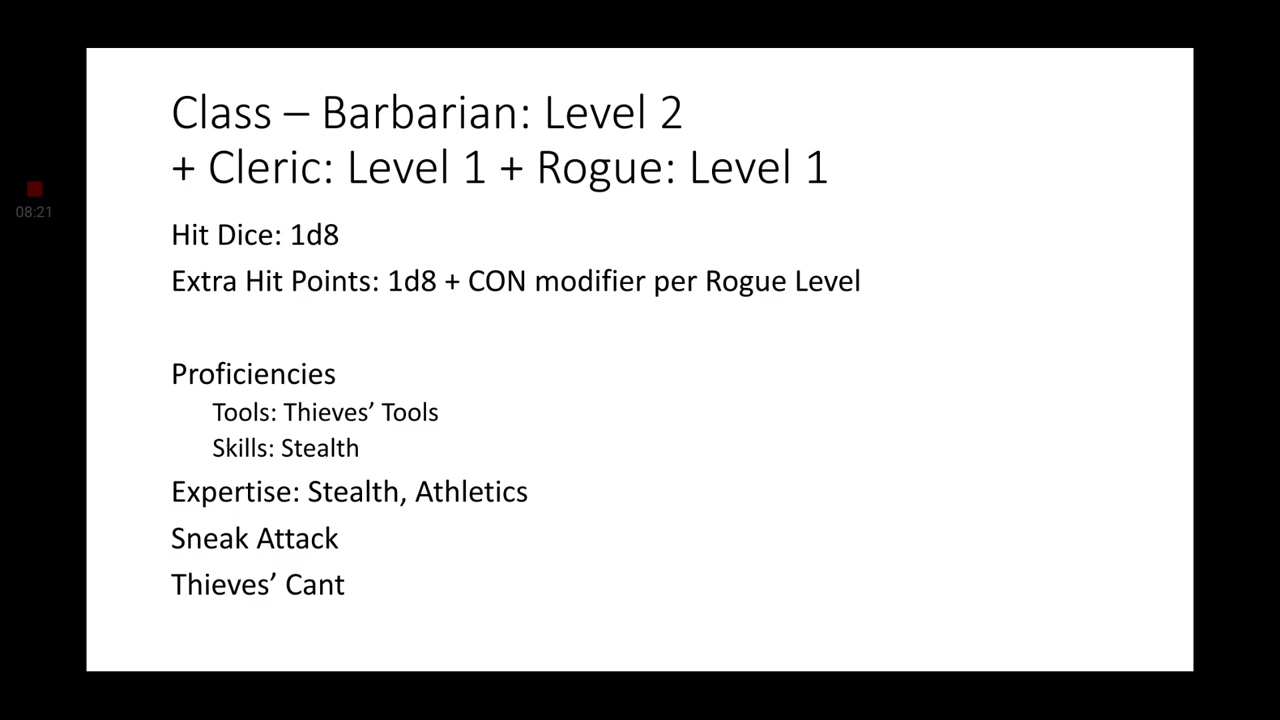 Class – Barbarian: Level 2
+ Cleric: Level 1 + Rogue: Level 1
08:21
Hit Dice: 1d8
Extra Hit Points: 1d8 + CON modifier per Rogue Level
Proficiencies
Tools: Thieves’ Tools
Skills: Stealth
Expertise: Stealth, Athletics
Sneak Attack
Thieves’ Cant